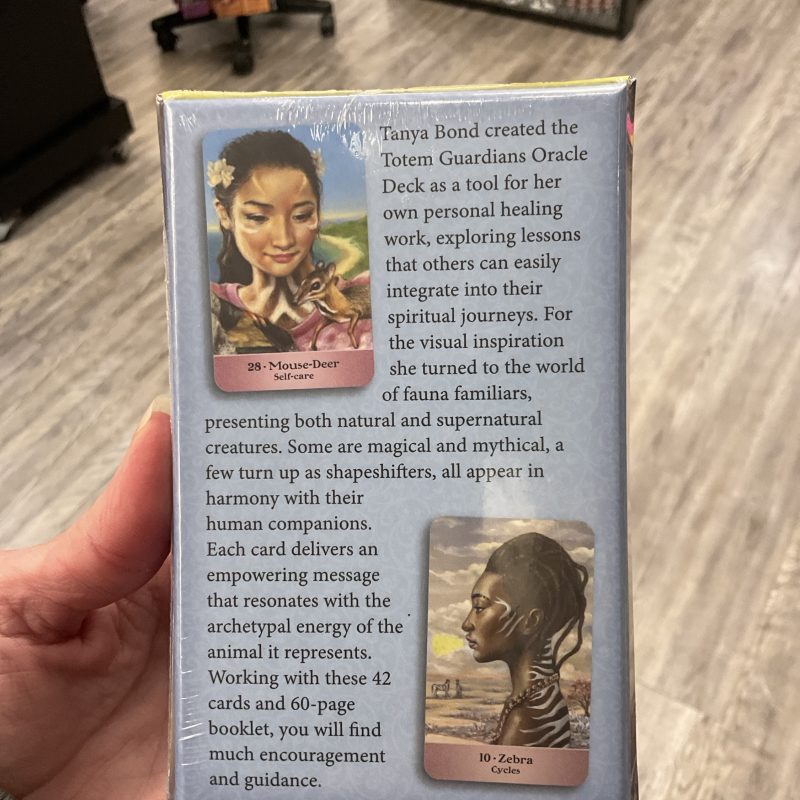 Tanya Bond created the
Totem Guardians Oracle
Deck as a tool for her
own personal healing
work, exploring lessons
that others can easily
integrate into their
spiritual journeys. For
the visual inspiration
she turned to the world
of fauna familiars,
presenting both natural and supernatural
creatures. Some are magical and mythical, a
few turn up as shapeshifters, all appear in
harmony with their
human companions.
Each card delivers an
empowering message
that resonates with the
archetypal energy of the
animal it represents.
Working with these 42
cards and 60-page
booklet, you will find
much encouragement
and guidance.
28 · Mouse-Deer
Self-care
10 · Zebra
Cycles